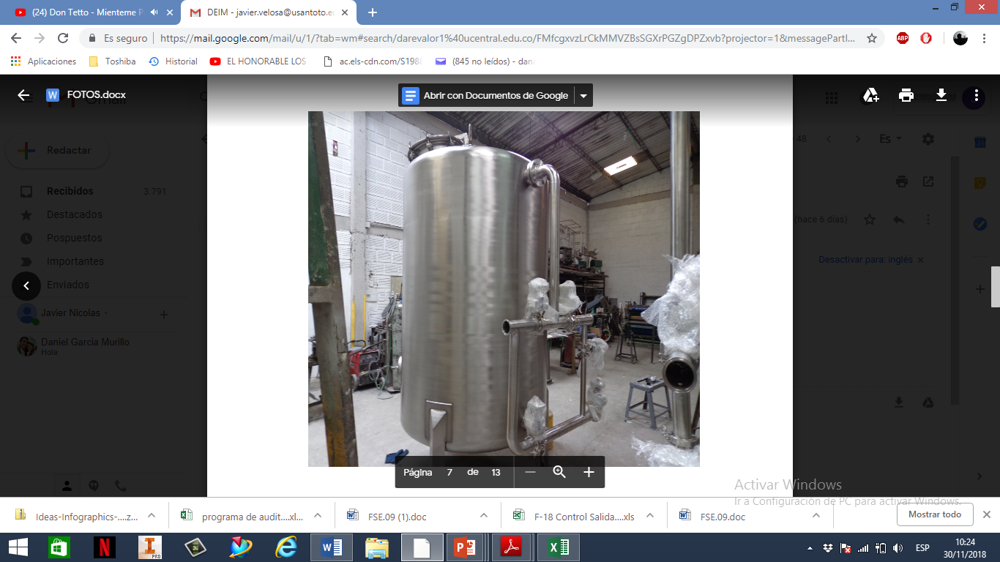 (24) Don Tetto - Mienteme P
DEIM - javier.velosa@usantoto.ed
Es seguro
https://mail.google.com/mail/u/1/?tab=wm#search/darevalor1%40ucentral.edu.co/FMfcgxvzLrCkMMVZBsSGXrPGZgDPZxvb?projector=1&messagePartI...
ABP
Aplicaciones
Toshiba
Historial
EL HONORABLE LOS
ac.els-cdn.com/S1988
(845 no leídos) - dan
W
FOTOS.docx
Abrir con Documentos de Google
Redactar
48
Es
Recibidos
3.791
Destacados
(hace 6 días)
Pospuestos
Importantes
Desactivar para: inglés
Enviados
Javier Nicolas
Daniel Garcia Murillo
Hola
Página 7 de 13
Activar Windows
Ir a Configuración de PC para activar Windows.
Ideas-Infographics-....z...
programa de audit....xl...
FSE.09 (1).doc
F-18 Control Salida....xls
FSE.09.doc
Mostrar todo
PRO
ESP
10:24
30/11/2018